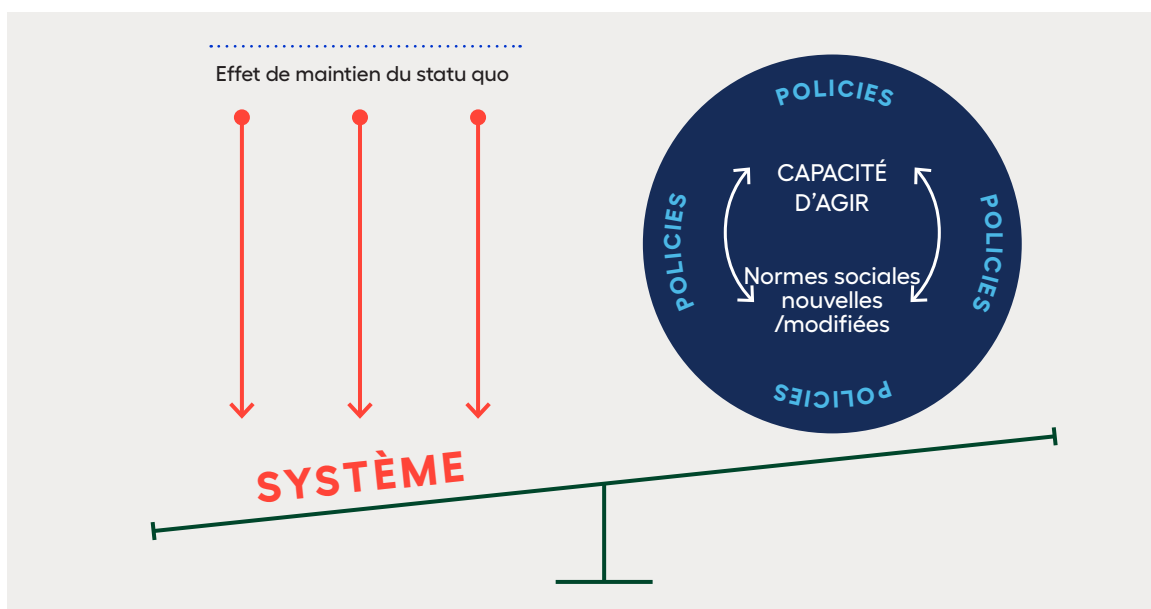 Effet de maintien du statu quo
SYSTÈME
POLICIES
POLICIES
CAPACITÉ
D’AGIR
POLICIES
Normes sociales
nouvelles
/modifiées
POLICIES